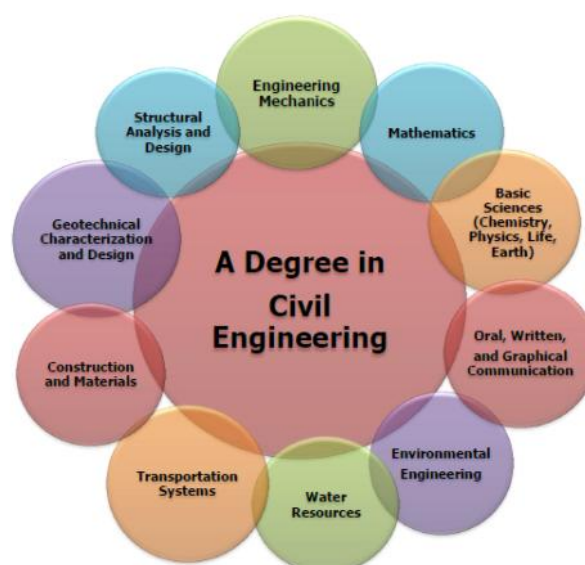 Engineering
Mechanics
Mathematics
Basic
Sciences
(Chemistry,
Physics, Life,
Earth)
Oral, Written,
and Graphical
Communication
Environmental
Engineering
Water
Resources
Transportation
Systems
Construction
and Materials
Geotechnical
Characterization
and Design
Structural
Analysis and
Design
A Degree in
Civil
Engineering